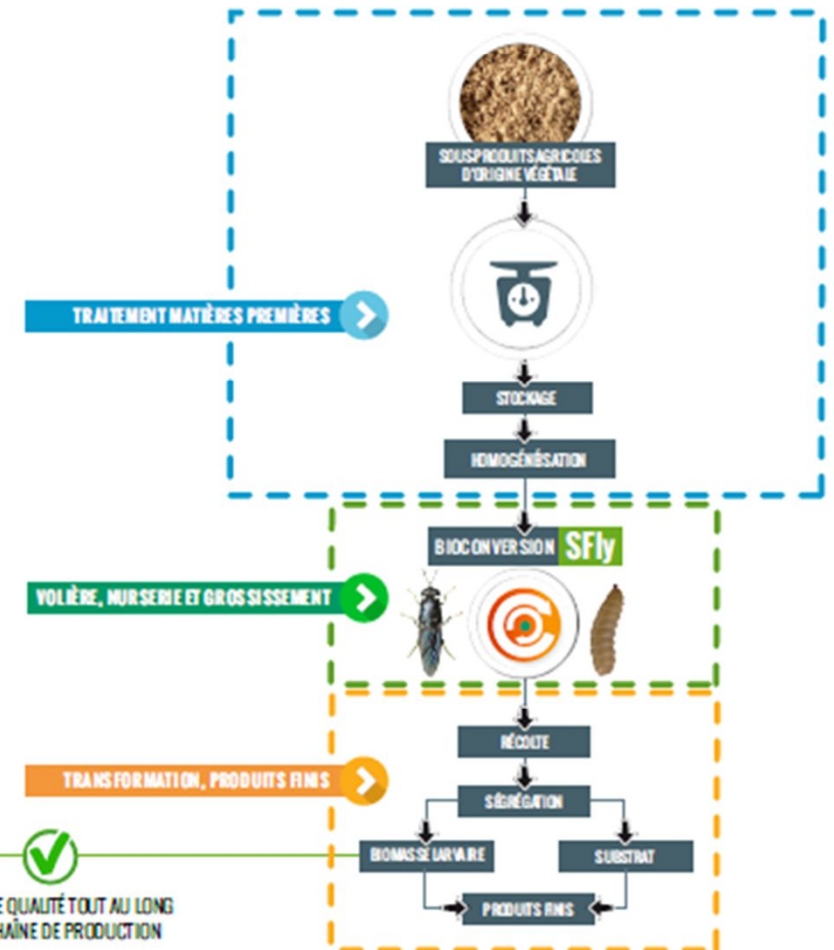 SOUS PRODUITS AGRICOLES
D'ORIGINE VÉGÉTALE
TRAITEMENT MATIÈRES PREMIÈRES
STOCKAGE
HOMOGÉNÉISATION
BIOCONVERSION SFly
VOLIÈRE, NURSERIE ET GROSSISSEMENT
RÉCOLTE
TRANSFORMATION, PRODUITS FINIS
SÉGRÉGATION
BIOMASSE LARVAIRE
SUBSTRAT
PRODUITS FINIS
E QUALITÉ TOUT AU LONG
HAÎNE DE PRODUCTION